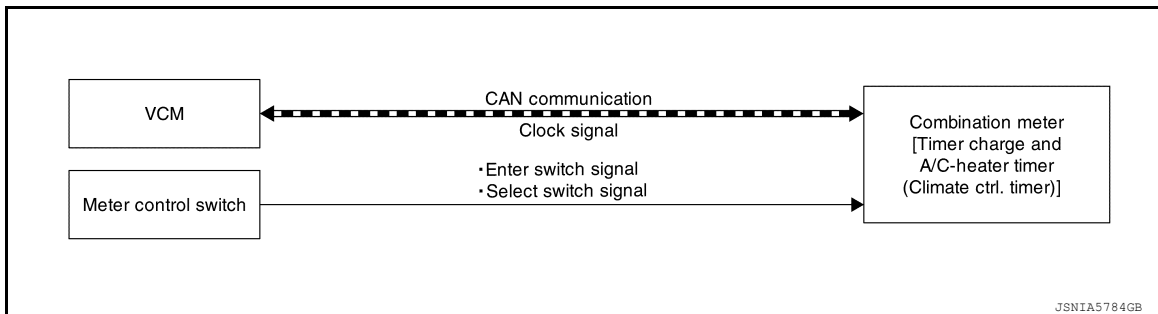 VCM
CAN communication
Clock signal
Combination meter
[Timer charge and
A/C-heater timer
(Climate ctrl. timer)]
Meter control switch
・Enter switch signal
・Select switch signal
JSNIA5784GB